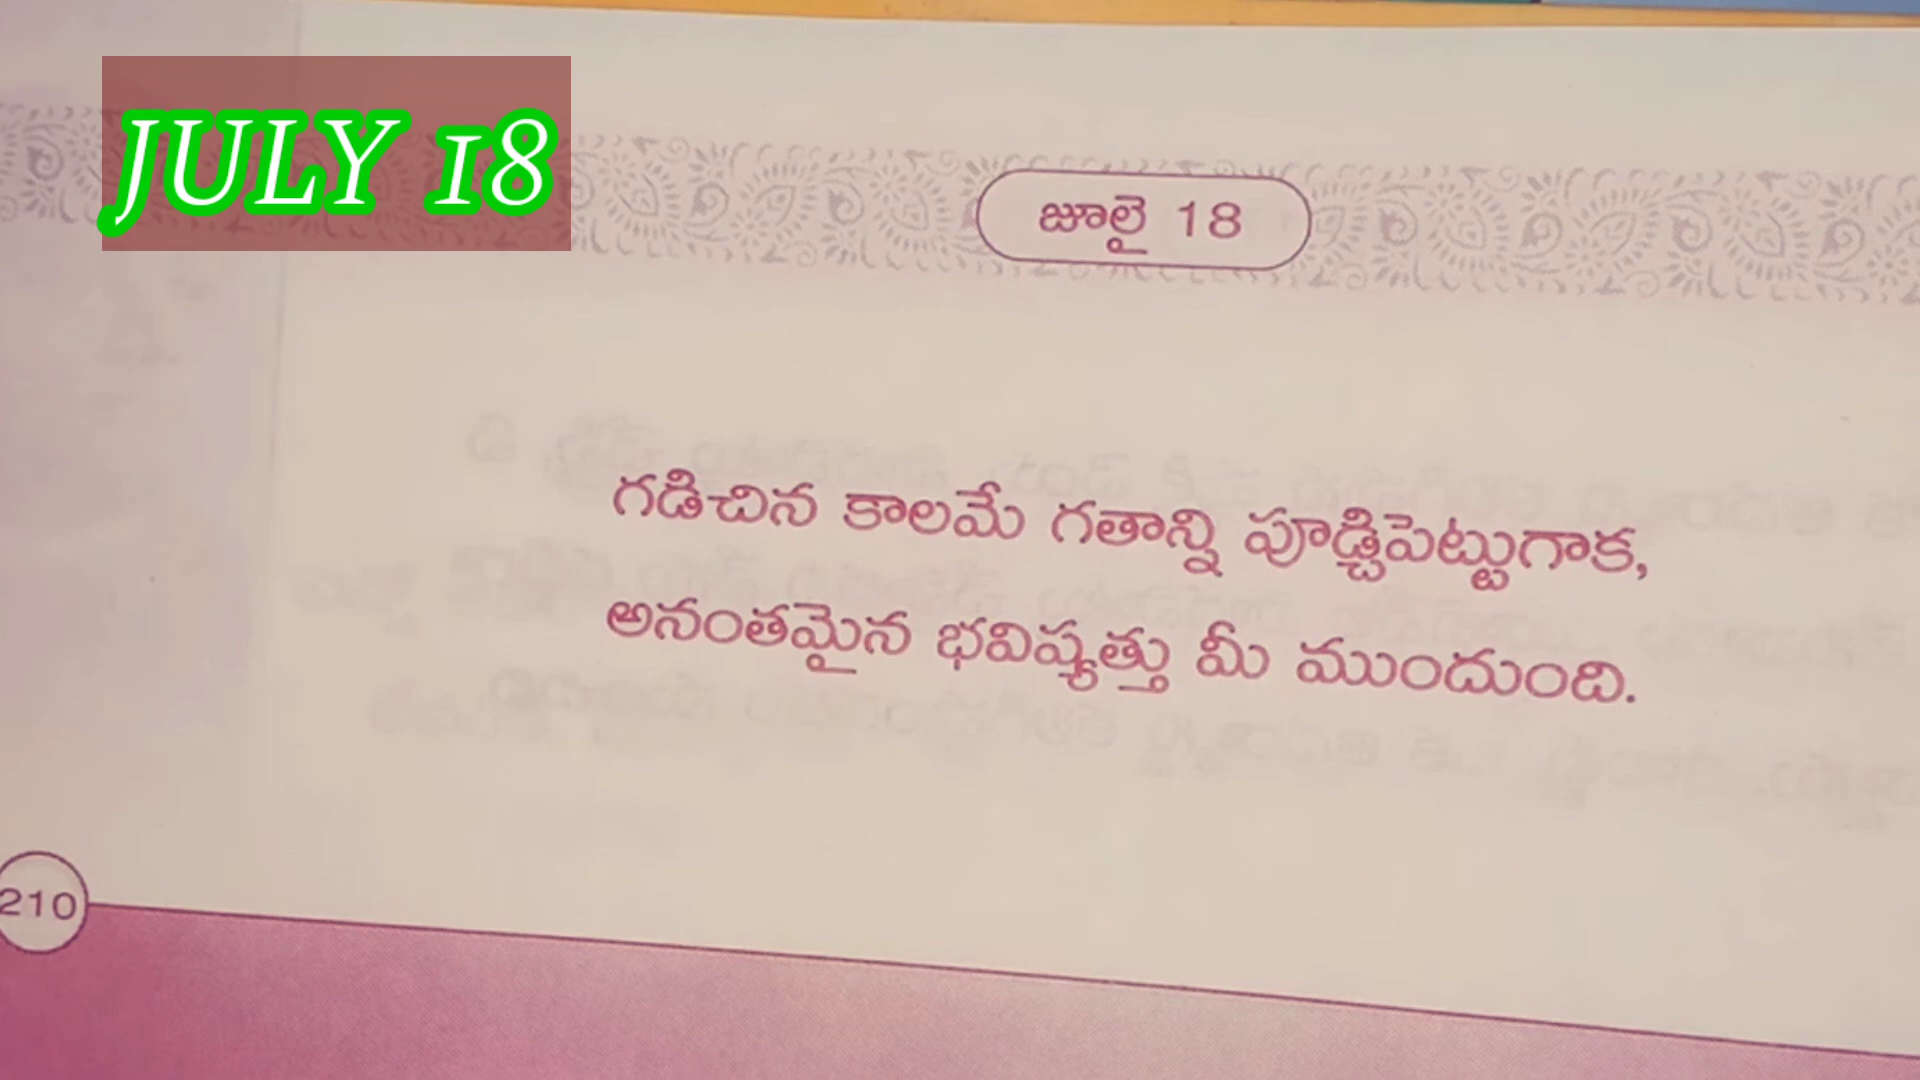 JULY 18
జూలై 18
గడిచిన కాలమే గతాన్ని పూడ్చిపెట్టుగాక,
అనంతమైన భవిష్యత్తు మీ ముందుంది.
210